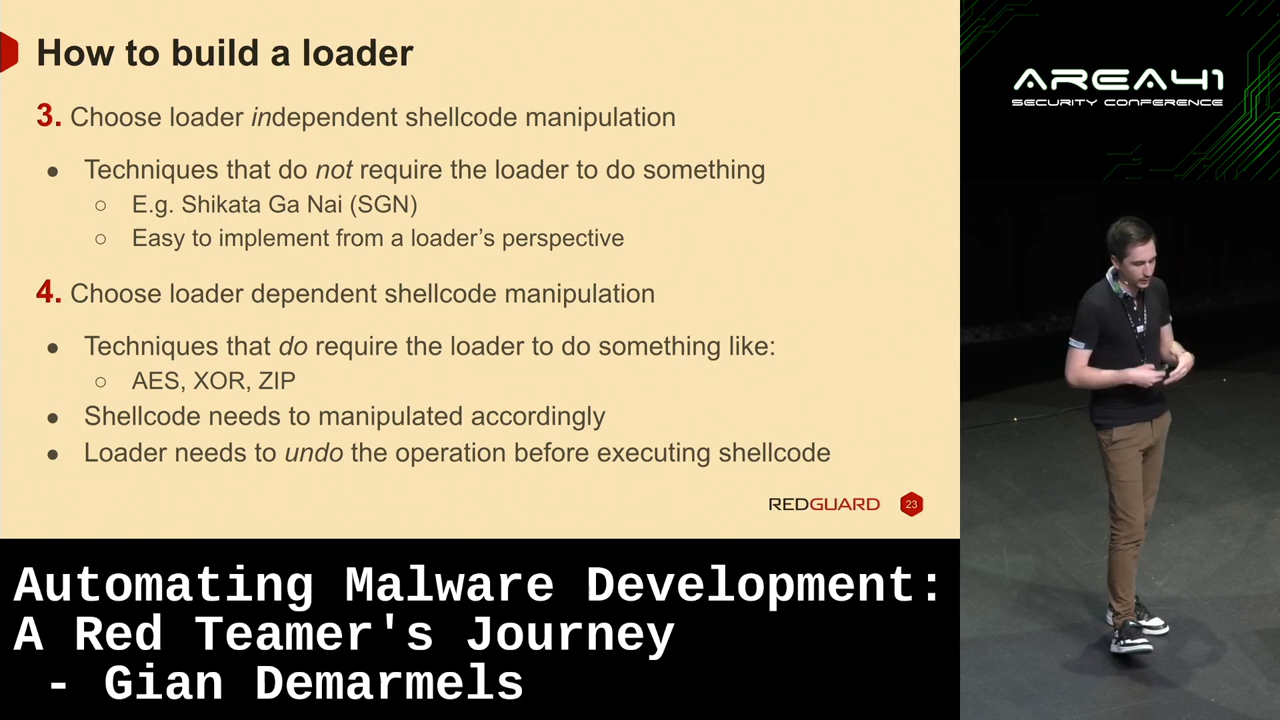 How to build a loader
3. Choose loader independent shellcode manipulation
● Techniques that do not require the loader to do something
○ E.g. Shikata Ga Nai (SGN)
○ Easy to implement from a loader’s perspective
4. Choose loader dependent shellcode manipulation
● Techniques that do require the loader to do something like:
○ AES, XOR, ZIP
● Shellcode needs to manipulated accordingly
● Loader needs to undo the operation before executing shellcode
REDGUARD 23
AREA41
SECURITY CONFERENCE
Automating Malware Development:
A Red Teamer's Journey
- Gian Demarmels